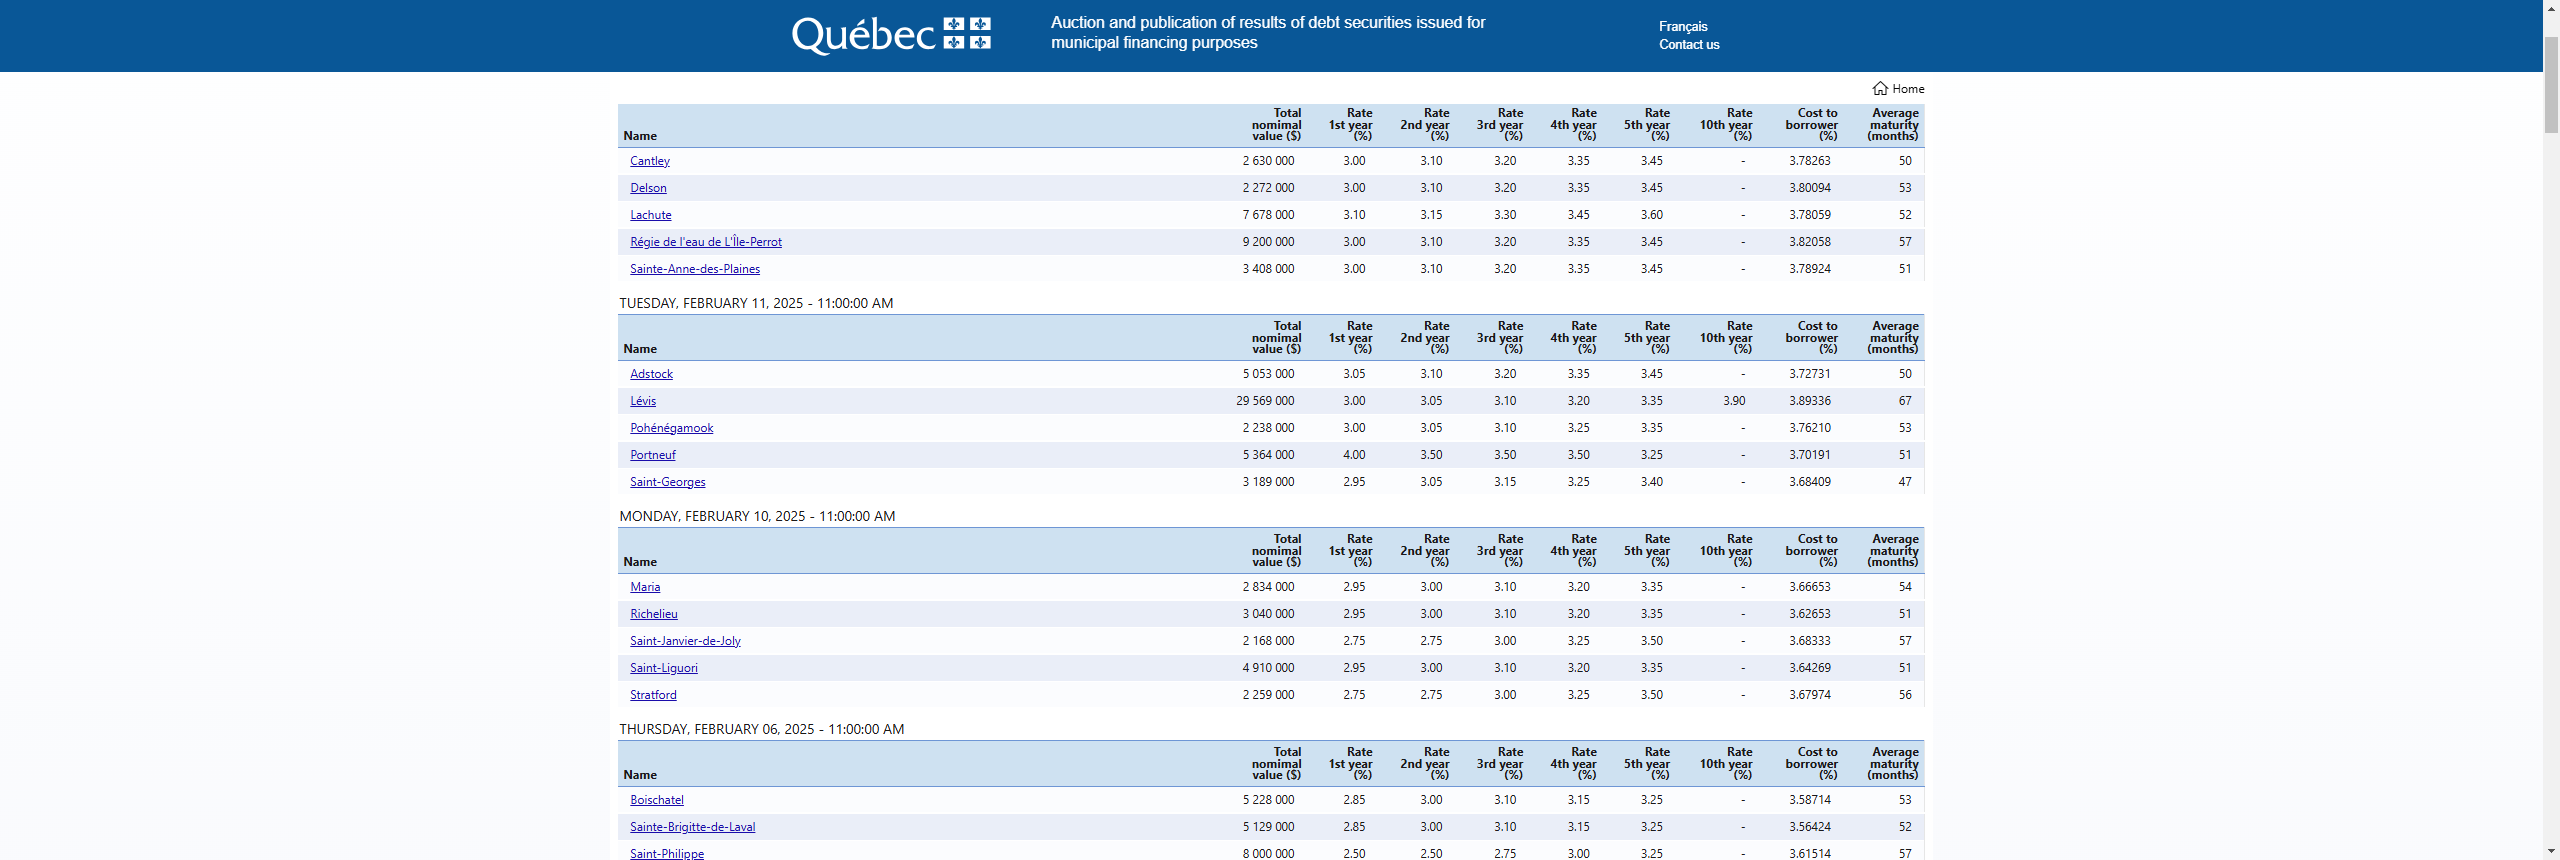 Québec
Auction and publication of results of debt securities issued for
municipal financing purposes
Français
Contact us
Home
Name Total nomimal value ($) Rate 1st year (%) Rate 2nd year (%) Rate 3rd year (%) Rate 4th year (%) Rate 5th year (%) Rate 10th year (%) Cost to borrower (%) Average maturity (months)
Cantley 2 630 000 3.00 3.10 3.20 3.35 3.45 - 3.78263 50
Delson 2 272 000 3.00 3.10 3.20 3.35 3.45 - 3.80094 53
Lachute 7 678 000 3.10 3.15 3.30 3.45 3.60 - 3.78059 52
Régie de l'eau de L'Île-Perrot 9 200 000 3.00 3.10 3.20 3.35 3.45 - 3.82058 57
Sainte-Anne-des-Plaines 3 408 000 3.00 3.10 3.20 3.35 3.45 - 3.78924 51
TUESDAY, FEBRUARY 11, 2025 - 11:00:00 AM
Name Total nomimal value ($) Rate 1st year (%) Rate 2nd year (%) Rate 3rd year (%) Rate 4th year (%) Rate 5th year (%) Rate 10th year (%) Cost to borrower (%) Average maturity (months)
Adstock 5 053 000 3.05 3.10 3.20 3.35 3.45 - 3.72731 50
Lévis 29 569 000 3.00 3.05 3.10 3.20 3.35 3.90 3.89336 67
Pohénégamook 2 238 000 3.00 3.05 3.10 3.25 3.35 - 3.76210 53
Portneuf 5 364 000 4.00 3.50 3.50 3.50 3.25 - 3.70191 51
Saint-Georges 3 189 000 2.95 3.05 3.15 3.25 3.40 - 3.68409 47
MONDAY, FEBRUARY 10, 2025 - 11:00:00 AM
Name Total nomimal value ($) Rate 1st year (%) Rate 2nd year (%) Rate 3rd year (%) Rate 4th year (%) Rate 5th year (%) Rate 10th year (%) Cost to borrower (%) Average maturity (months)
Maria 2 834 000 2.95 3.00 3.10 3.20 3.35 - 3.66653 54
Richelieu 3 040 000 2.95 3.00 3.10 3.20 3.35 - 3.62653 51
Saint-Janvier-de-Joly 2 168 000 2.75 2.75 3.00 3.25 3.50 - 3.68333 57
Saint-Liguori 4 910 000 2.95 3.00 3.10 3.20 3.35 - 3.64269 51
Stratford 2 259 000 2.75 2.75 3.00 3.25 3.50 - 3.67974 56
THURSDAY, FEBRUARY 06, 2025 - 11:00:00 AM
Name Total nomimal value ($) Rate 1st year (%) Rate 2nd year (%) Rate 3rd year (%) Rate 4th year (%) Rate 5th year (%) Rate 10th year (%) Cost to borrower (%) Average maturity (months)
Boischatel 5 228 000 2.85 3.00 3.10 3.15 3.25 - 3.58714 53
Sainte-Brigitte-de-Laval 5 129 000 2.85 3.00 3.10 3.15 3.25 - 3.56424 52
Saint-Philippe 8 000 000 2.50 2.50 2.75 3.00 3.25 - 3.61514 57